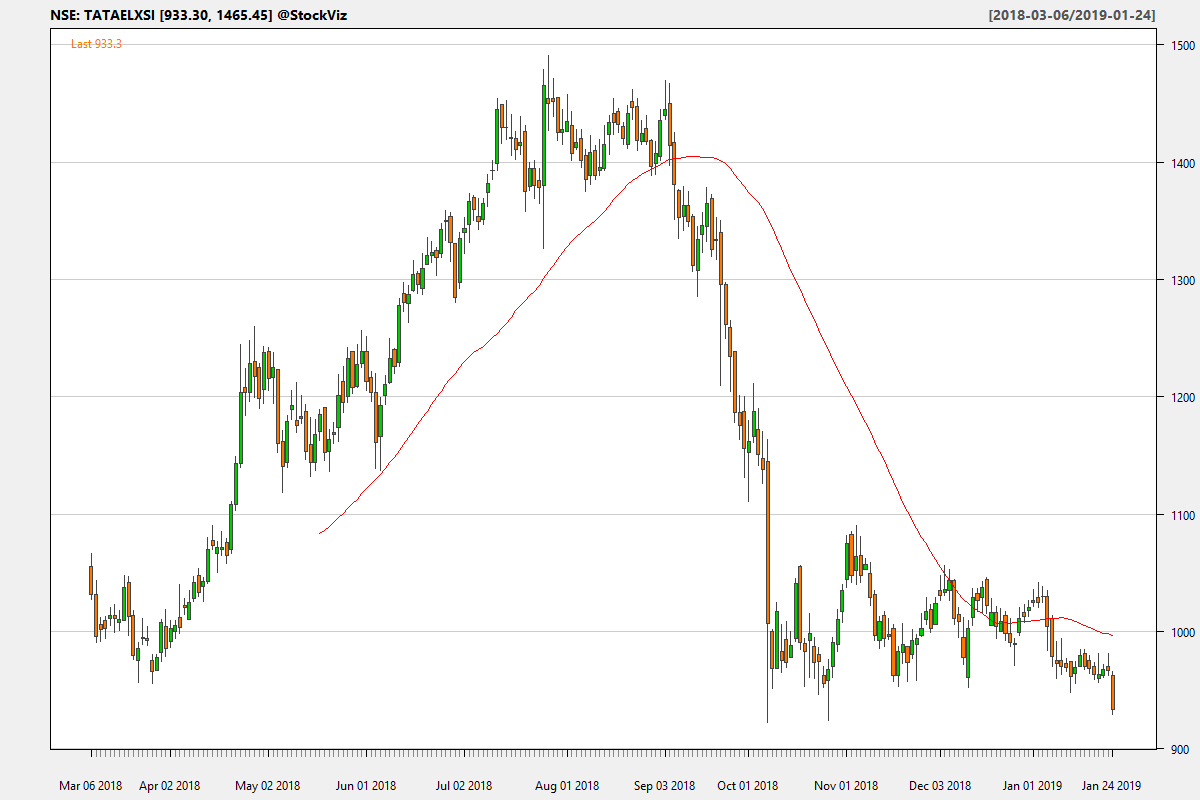 NSE: TATAELXSI [933.30, 1465.45] @StockViz [2018-03-06/2019-01-24]
Last 933.3
1500
1400
1300
1200
1100
1000
900
Mar 06 2018 Apr 02 2018 May 02 2018 Jun 01 2018 Jul 02 2018 Aug 01 2018 Sep 03 2018 Oct 01 2018 Nov 01 2018 Dec 03 2018 Jan 01 2019 Jan 24 2019